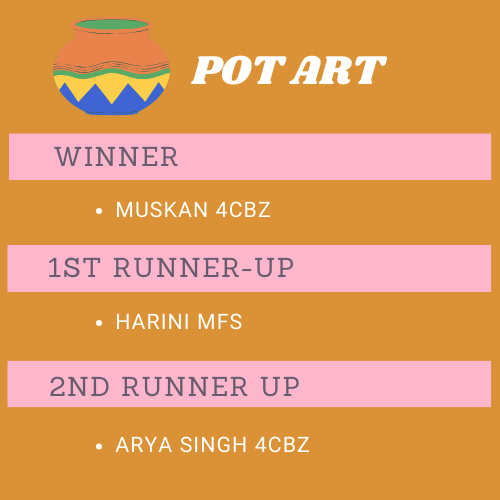 POT ART
WINNER
• MUSKAN 4CBZ
1ST RUNNER-UP
• HARINI MFS
2ND RUNNER UP
• ARYA SINGH 4CBZ